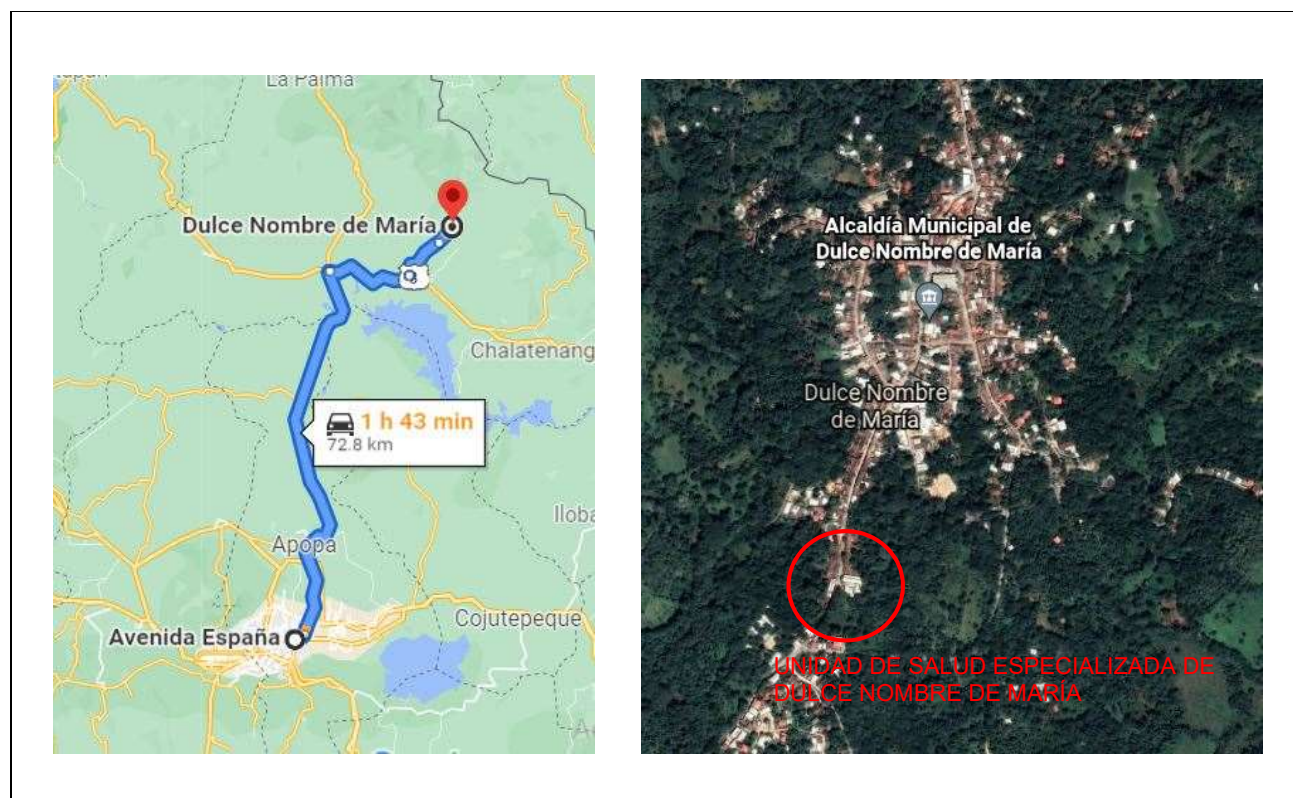 La Palma
Dulce Nombre de María
Chalatenang
1 h 43 min
72.8 km
Iloba
Apopa
Cojutepeque
Avenida España
Alcaldía Municipal de
Dulce Nombre de María
Dulce Nombre
de María
UNIDAD DE SALUD ESPECIALIZADA DE
DULCE NOMBRE DE MARÍA